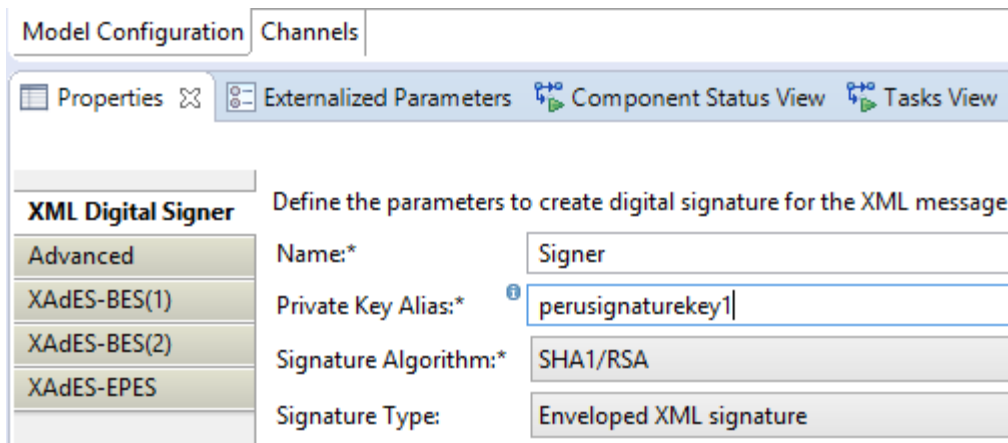 Model Configuration Channels
Properties Externalized Parameters Component Status View Tasks View
XML Digital Signer
Advanced
XAdES-BES(1)
XAdES-BES(2)
XAdES-EPES
Define the parameters to create digital signature for the XML message
Name:* Signer
Private Key Alias:* perusignaturekey1
Signature Algorithm:* SHA1/RSA
Signature Type: Enveloped XML signature